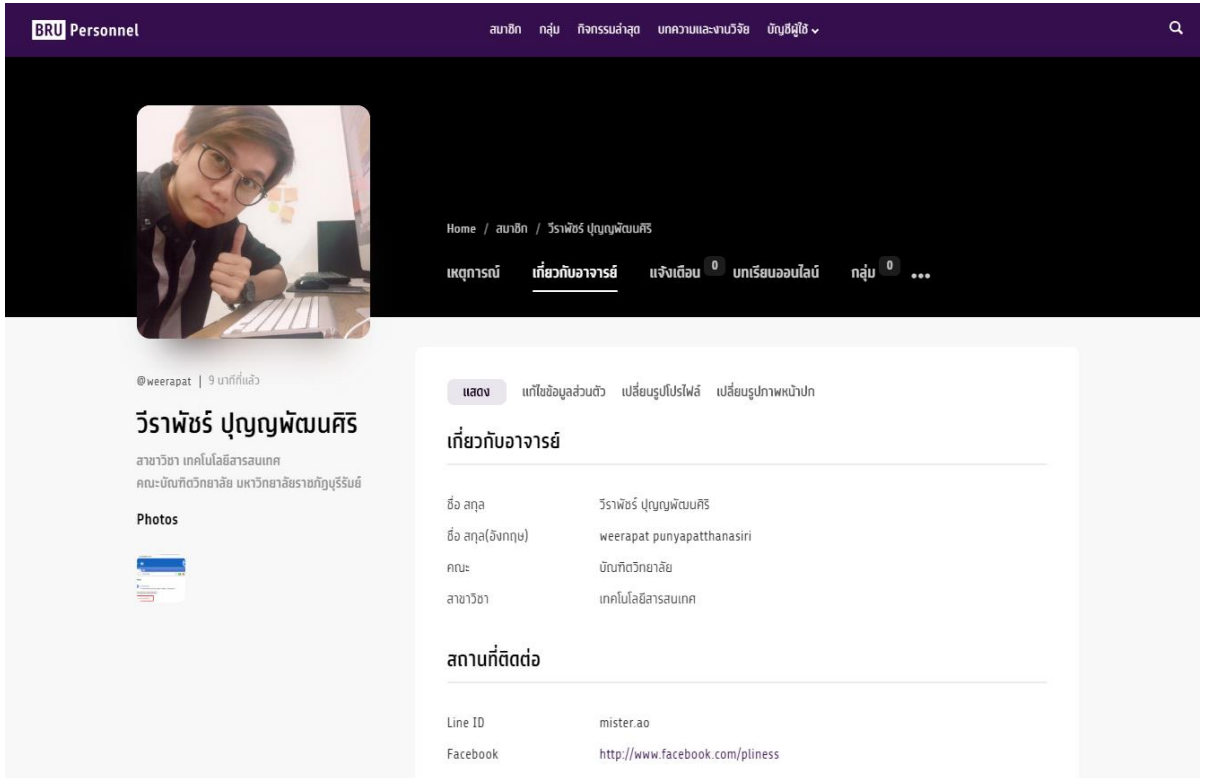 BRU Personnel
สมาชิก กลุ่ม กิจกรรมล่าสุด บทความและงานวิจัย บัญชีผู้ใช้
Home / สมาชิก / วีราพัชร์ ปุญญพัฒนศิริ
เหตุการณ์ เกี่ยวกับอาจารย์ แจ้งเตือน 0 บทเรียนออนไลน์ กลุ่ม 0 •••
@weerapat | 9 นาทีที่แล้ว
วีราพัชร์ ปุญญพัฒนศิริ
สาขาวิชา เทคโนโลยีสารสนเทศ
คณะบัณฑิตวิทยาลัย มหาวิทยาลัยราชภัฏบุรีรัมย์
Photos
แสดง แก้ไขข้อมูลส่วนตัว เปลี่ยนรูปโปรไฟล์ เปลี่ยนรูปภาพหน้าปก
เกี่ยวกับอาจารย์
ชื่อ สกุล วีราพัชร์ ปุญญพัฒนศิริ
ชื่อ สกุล(อังกฤษ) weerapat punyapatthanasiri
คณะ บัณฑิตวิทยาลัย
สาขาวิชา เทคโนโลยีสารสนเทศ
สถานที่ติดต่อ
Line ID mister.ao
Facebook http://www.facebook.com/pliness